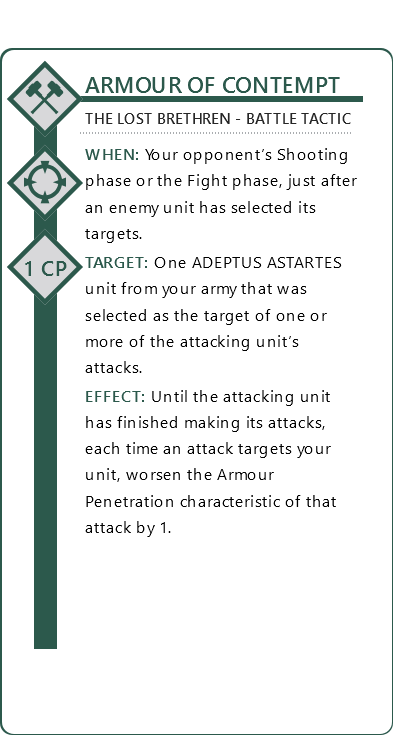 ARMOUR OF CONTEMPT
THE LOST BRETHREN - BATTLE TACTIC
WHEN: Your opponent's Shooting
phase or the Fight phase, just after
an enemy unit has selected its
targets.
1 CP
TARGET: One ADEPTUS ASTARTES
unit from your army that was
selected as the target of one or
more of the attacking unit's
attacks.
EFFECT: Until the attacking unit
has finished making its attacks,
each time an attack targets your
unit, worsen the Armour
Penetration characteristic of that
attack by 1.